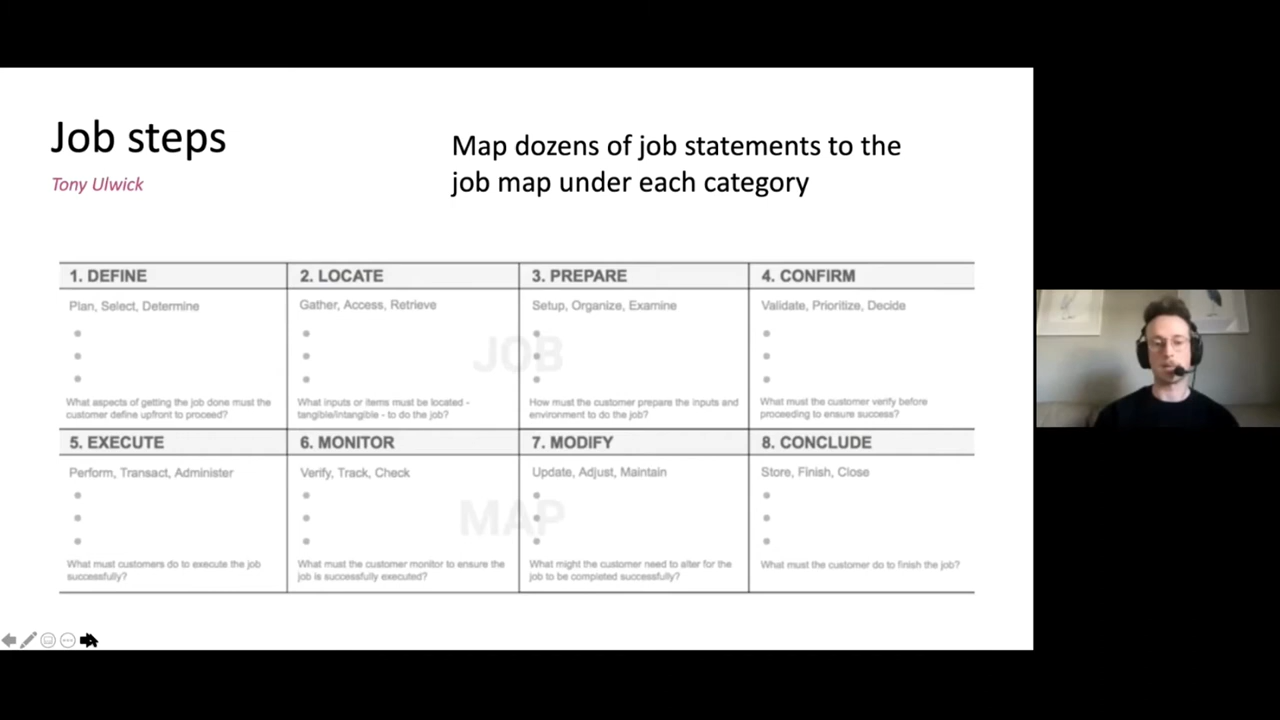 Job steps
Tony Ulwick
Map dozens of job statements to the
job map under each category
1. DEFINE
Plan, Select, Determine
What aspects of getting the job done must the
customer define upfront to proceed?
2. LOCATE
Gather, Access, Retrieve
What inputs or items must be located -
tangible/intangible - to do the job?
3. PREPARE
Setup, Organize, Examine
How must the customer prepare the inputs and
environment to do the job?
4. CONFIRM
Validate, Prioritize, Decide
What must the customer verify before
proceeding to ensure success?
JOB
5. EXECUTE
Perform, Transact, Administer
What must customers do to execute the job
successfully?
6. MONITOR
Verify, Track, Check
What must the customer monitor to ensure the
job is successfully executed?
7. MODIFY
Update, Adjust, Maintain
What might the customer need to alter for the
job to be completed successfully?
8. CONCLUDE
Store, Finish, Close
What must the customer do to finish the job?
MAP